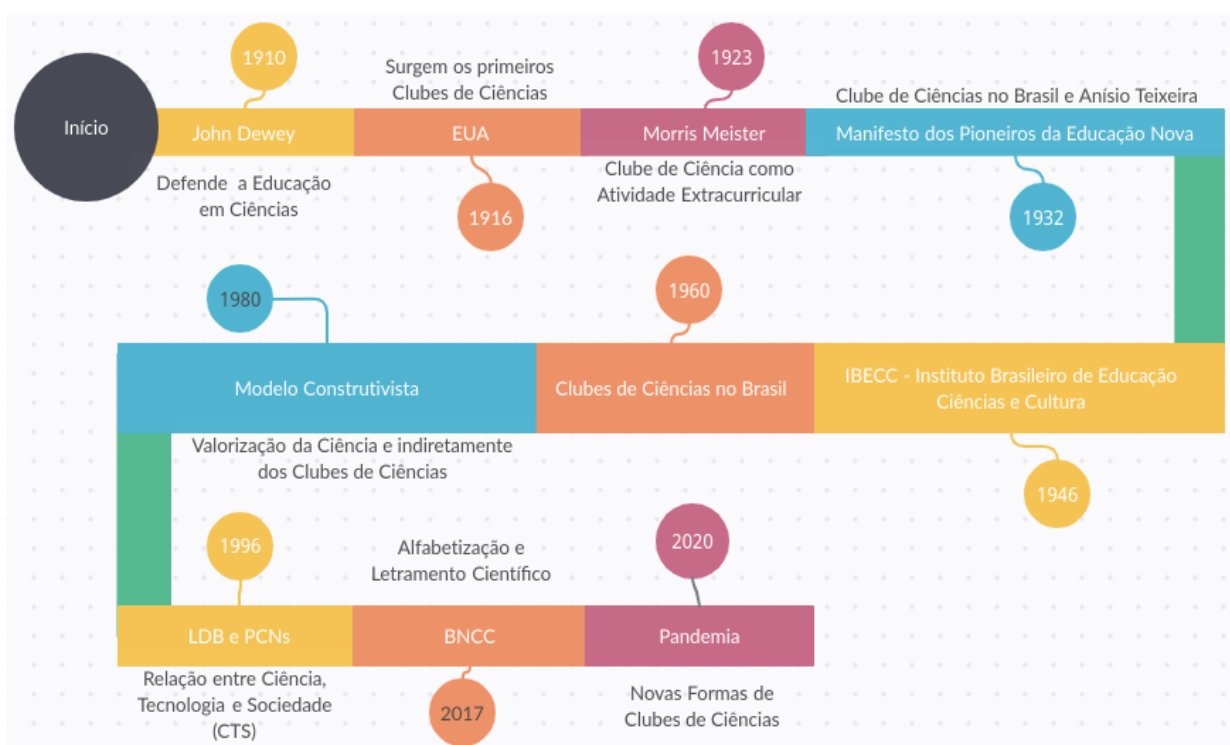 Início
1910
John Dewey
Defende a Educação
em Ciências
Surgem os primeiros
Clubes de Ciências
EUA
1916
1923
Morris Meister
Clube de Ciência como
Atividade Extracurricular
Clube de Ciências no Brasil e Anísio Teixeira
Manifesto dos Pioneiros da Educação Nova
1932
IBECC - Instituto Brasileiro de Educação
Ciências e Cultura
1946
1960
Clubes de Ciências no Brasil
1980
Modelo Construtivista
Valorização da Ciência e indiretamente
dos Clubes de Ciências
1996
LDB e PCNs
Relação entre Ciência,
Tecnologia e Sociedade
(CTS)
Alfabetização e
Letramento Científico
BNCC
2017
2020
Pandemia
Novas Formas de
Clubes de Ciências